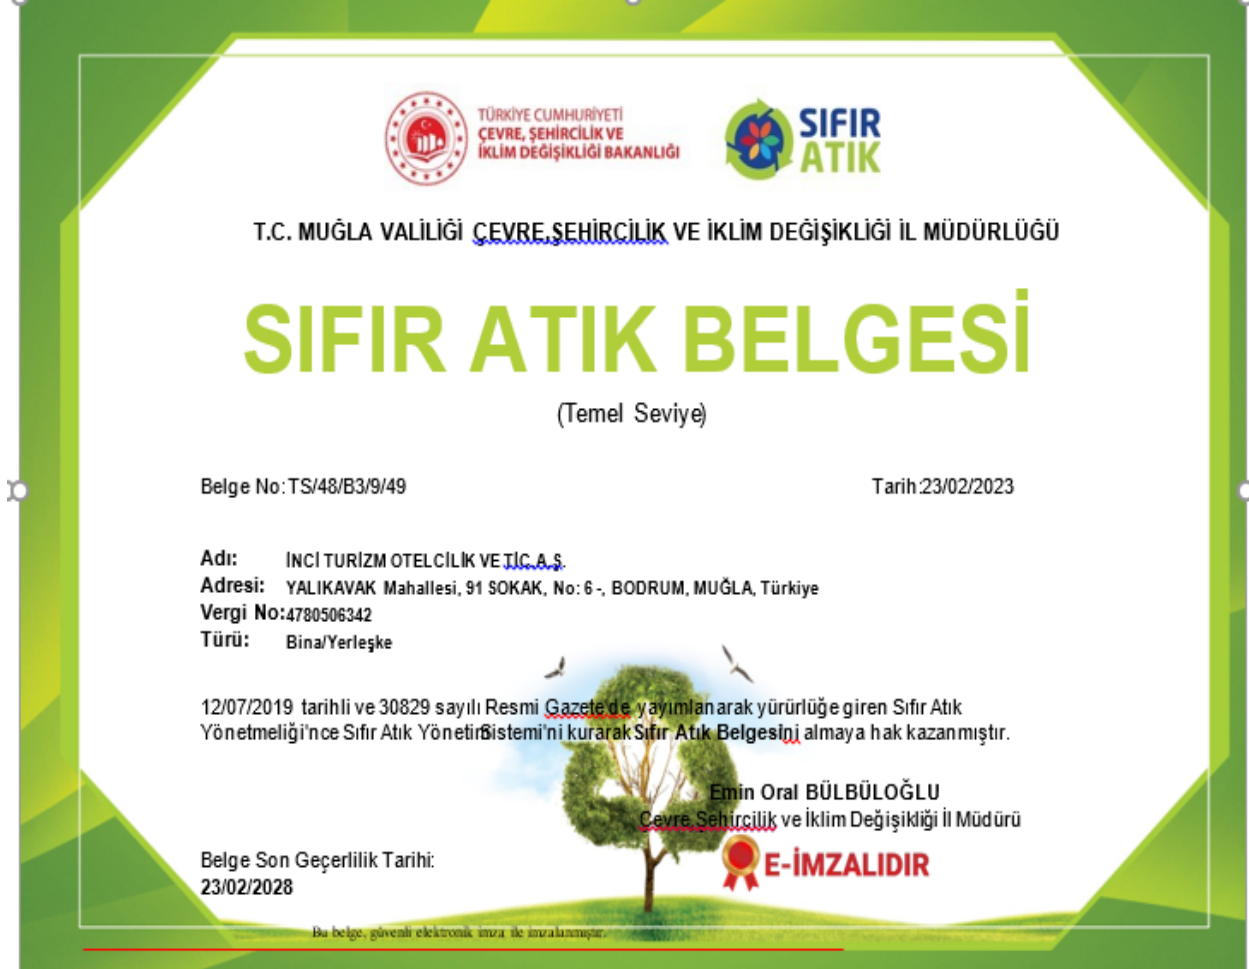 TÜRKİYE CUMHURİYETİ
ÇEVRE, ŞEHİRCİLİK VE
İKLİM DEĞİŞİKLİĞİ BAKANLIĞI
SIFIR
ATIK
T.C. MUĞLA VALİLİĞİ ÇEVRE,ŞEHİRCİLİK VE İKLİM DEĞİŞİKLİĞİ İL MÜDÜRLÜĞÜ
SIFIR ATIK BELGESİ
(Temel Seviye)
Belge No:TS/48/B3/9/49 Tarih:23/02/2023
Adı: İNCİ TURİZM OTELCİLİK VE TİC.A.Ş.
Adresi: YALIKAVAK Mahallesi, 91 SOKAK, No: 6 -, BODRUM, MUĞLA, Türkiye
Vergi No:4780506342
Türü: Bina/Yerleşke
12/07/2019 tarihli ve 30829 sayılı Resmi Gazete'de yayımlanarak yürürlüğe giren Sıfır Atık
Yönetmeliği'nce Sıfır Atık Yönetim Sistemi'ni kurarak Sıfır Atık Belgesini almaya hak kazanmıştır.
Emin Oral BÜLBÜLOĞLU
Çevre,Şehircilik ve İklim Değişikliği İl Müdürü
E-İMZALIDIR
Belge Son Geçerlilik Tarihi:
23/02/2028
Bu belge, güvenli elektronik imza ile imzalanmıştır.